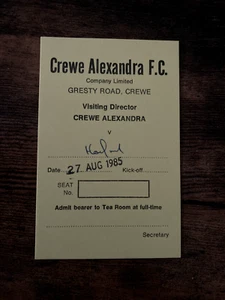 Crewe Alexandra F.C.
Company Limited
GRESTY ROAD, CREWE
Visiting Director
CREWE ALEXANDRA
v
Date 27 AUG 1985 Kick-off
SEAT
No.
Admit bearer to Tea Room at full-time
Secretary